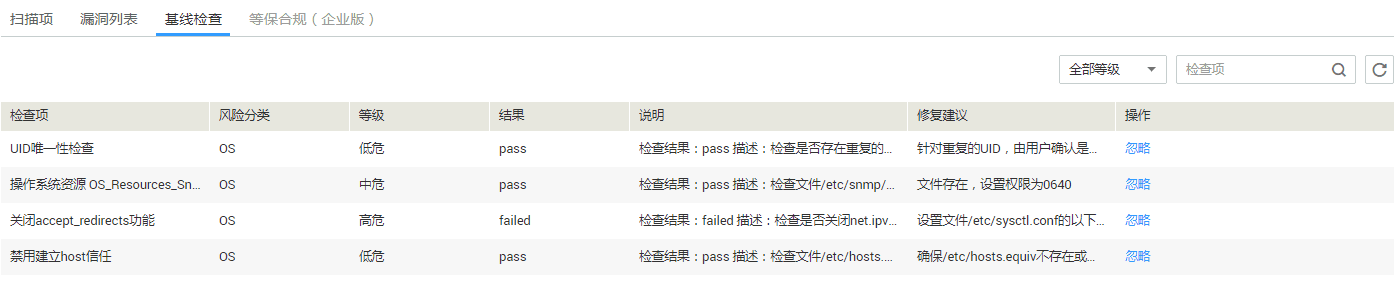 扫描项 漏洞列表 基线检查 等保合规（企业版）
全部等级 检查项
检查项 风险分类 等级 结果 说明 修复建议 操作
UID唯一性检查 OS 低危 pass 检查结果：pass 描述：检查是否存在重复的... 针对重复的UID，由用户确认是... 忽略
操作系统资源 OS_Resources_Sn... OS 中危 pass 检查结果：pass 描述：检查文件/etc/snmp/... 文件存在，设置权限为0640 忽略
关闭accept_redirects功能 OS 高危 failed 检查结果：failed 描述：检查是否关闭net.ipv... 设置文件/etc/sysctl.conf的以下... 忽略
禁用建立host信任 OS 低危 pass 检查结果：pass 描述：检查文件/etc/hosts.... 确保/etc/hosts.equiv不存在或... 忽略